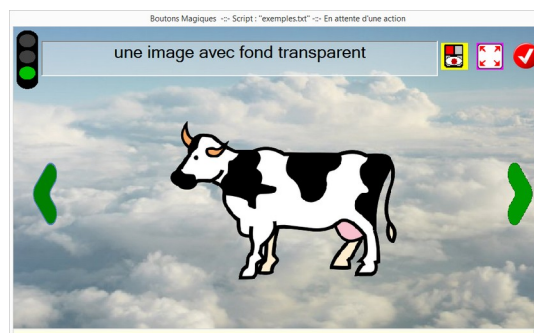 Boutons Magiques -::- Script : "exemples.txt" -::- En attente d'une action
une image avec fond transparent